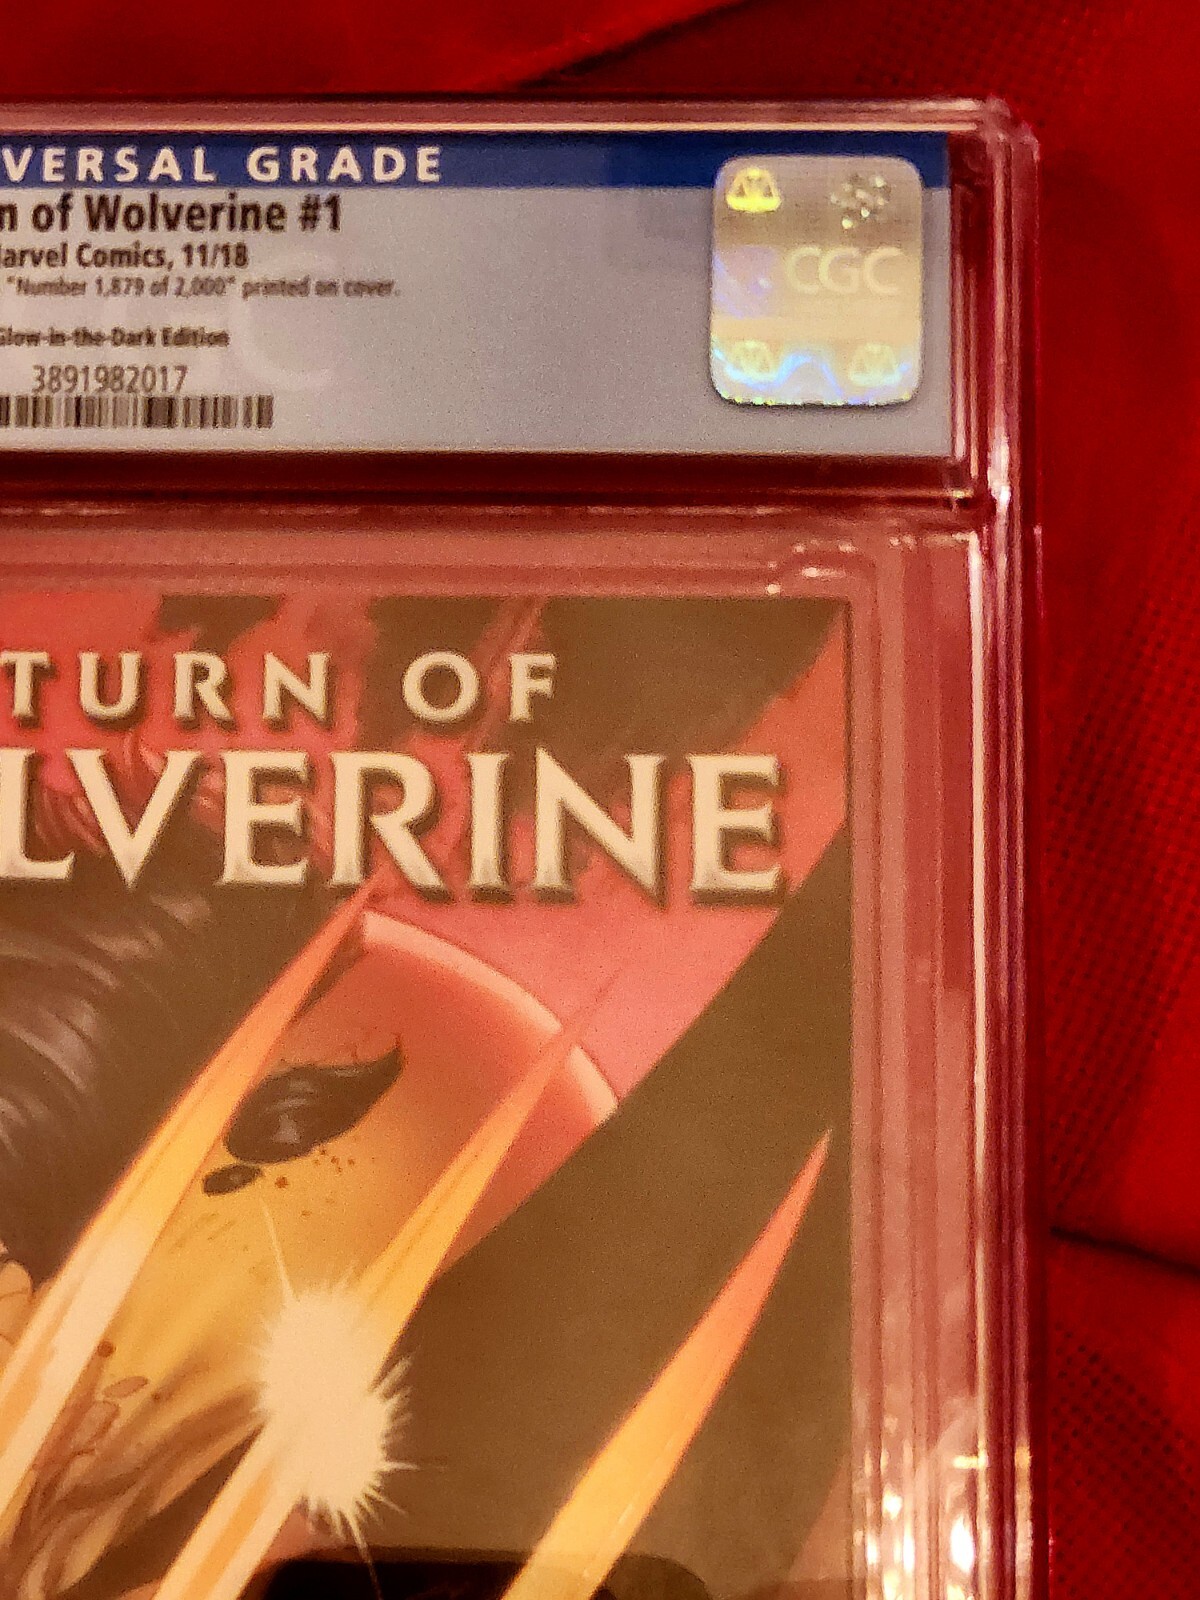 VERSAL GRADE
n of Wolverine #1
arvel Comics, 11/18
"Number 1,879 of 2,000" printed on cover.
Glow-in-the-Dark Edition
3891982017
CGC
TURN OF
LVERINE